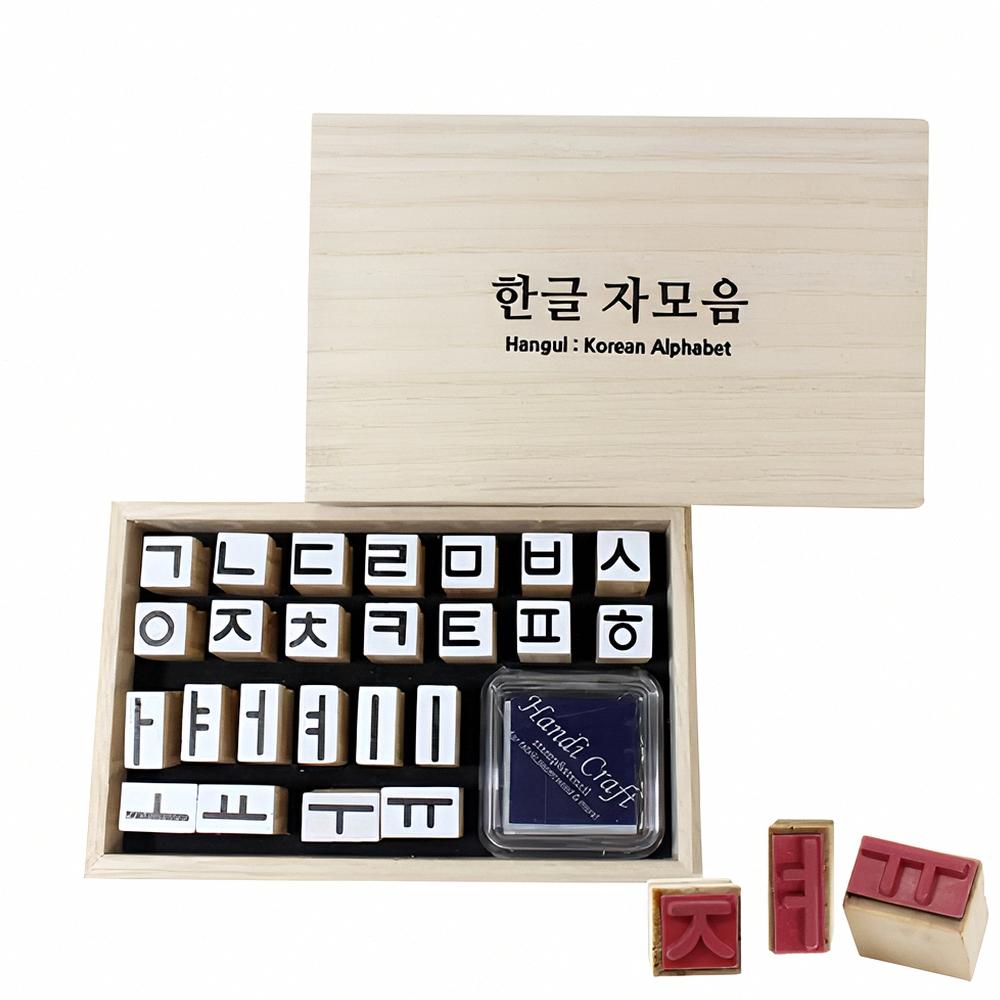 한글 자모음
Hangul : Korean Alphabet
ㄱ ㄴ ㄷ ㄹ ㅁ ㅂ ㅅ
ㅇ ㅈ ㅊ ㅋ ㅌ ㅍ ㅎ
ㅏ ㅑ ㅓ ㅕ ㅣ ㅣ
ㅗ ㅛ ㅜ ㅠ
Handi Craft
ㅈ ㅑ ㅠ